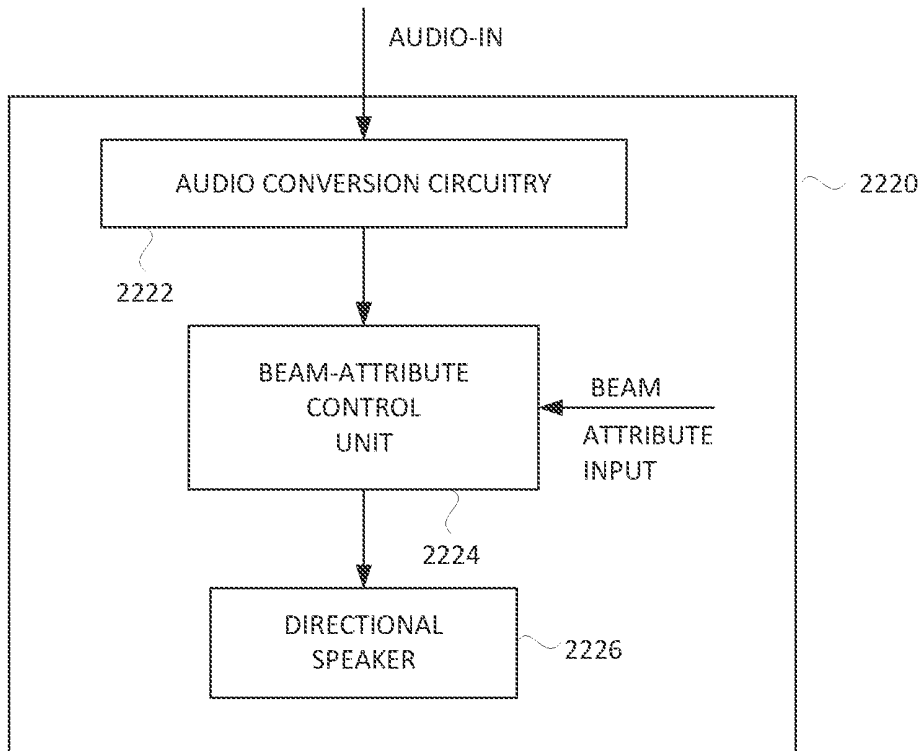 AUDIO-IN
AUDIO CONVERSION CIRCUITRY
2220
2222
BEAM-ATTRIBUTE
CONTROL
UNIT
BEAM
ATTRIBUTE
INPUT
2224
DIRECTIONAL
SPEAKER
2226